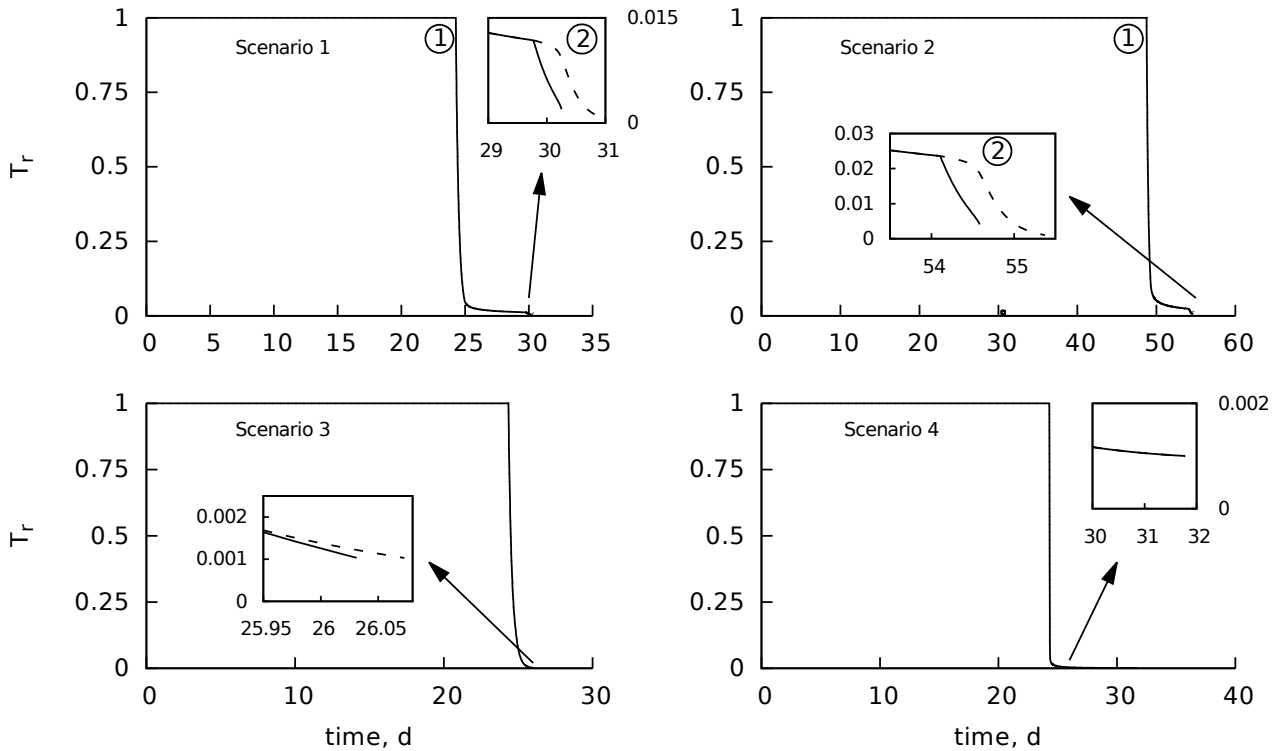 1 ① ② 0.015
Scenario 1
0.75
0
29 30 31
T_r
0.5
0.25
0
0 5 10 15 20 25 30 35
1 ①
Scenario 2
0.75
0.03 ②
0.02
0.5
0.01
0
54 55
0.25
0
0 10 20 30 40 50 60
1
Scenario 3
0.75
T_r
0.002
0.5
0.001
0
25.95 26 26.05
0.25
0
0 10 20 30
time, d
1 0.002
Scenario 4
0.75
0
30 31 32
0.5
0.25
0
0 10 20 30 40
time, d